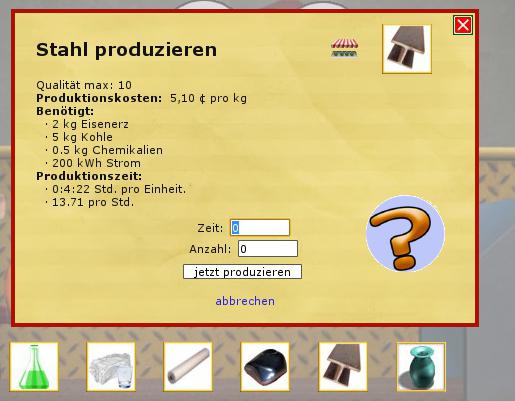 Stahl produzieren
Qualität max: 10
Produktionskosten: 5,10 ¢ pro kg
Benötigt:
· 2 kg Eisenerz
· 5 kg Kohle
· 0.5 kg Chemikalien
· 200 kWh Strom
Produktionszeit:
· 0:4:22 Std. pro Einheit.
· 13.71 pro Std.
Zeit: 0
Anzahl: 0
jetzt produzieren
abbrechen